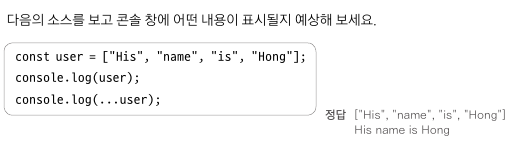 다음의 소스를 보고 콘솔 창에 어떤 내용이 표시될지 예상해 보세요.
const user = ["His", "name", "is", "Hong"];
console.log(user);
console.log(...user);
정답 ["His", "name", "is", "Hong"]
His name is Hong